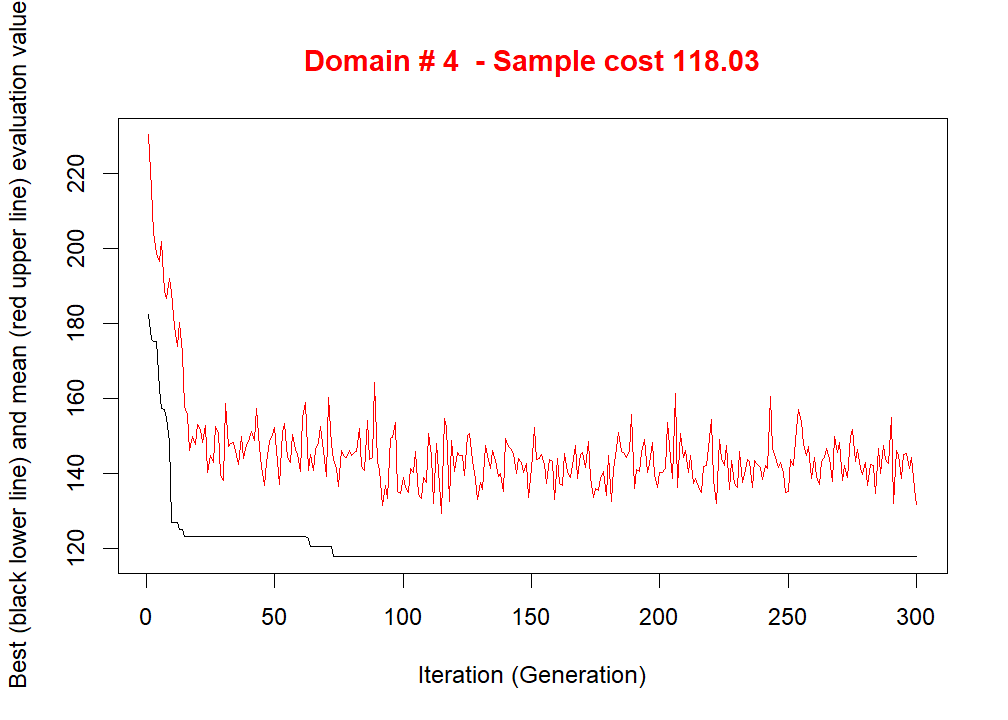 Domain # 4  - Sample cost 118.03
Best (black lower line) and mean (red upper line) evaluation value
220
200
180
160
140
120
0 50 100 150 200 250 300
Iteration (Generation)